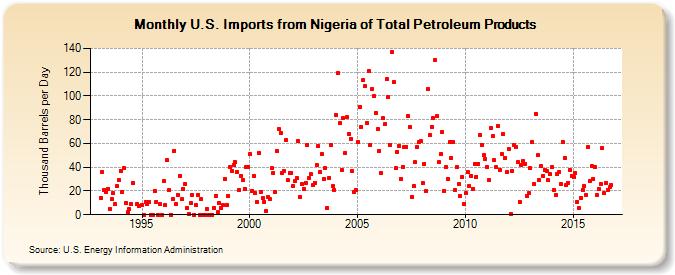 Monthly U.S. Imports from Nigeria of Total Petroleum Products
Thousand Barrels per Day
140
120
100
80
60
40
20
0
1995 2000 2005 2010 2015
Source: U.S. Energy Information Administration